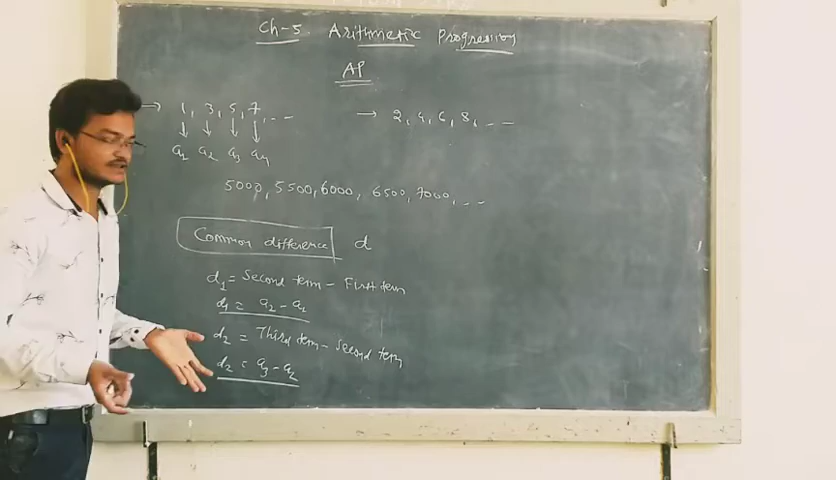 Ch-5 Arithmetic Progression
AP
→ 1, 3, 5, 7, - -
a1 a2 a3 a4
→ 2, 4, 6, 8, - -
5000, 5500, 6000, 6500, 7000, - - -
Common difference d
d1 = Second term - First term
d1 = a2 - a1
d2 = Third term - Second term
d2 = a3 - a2